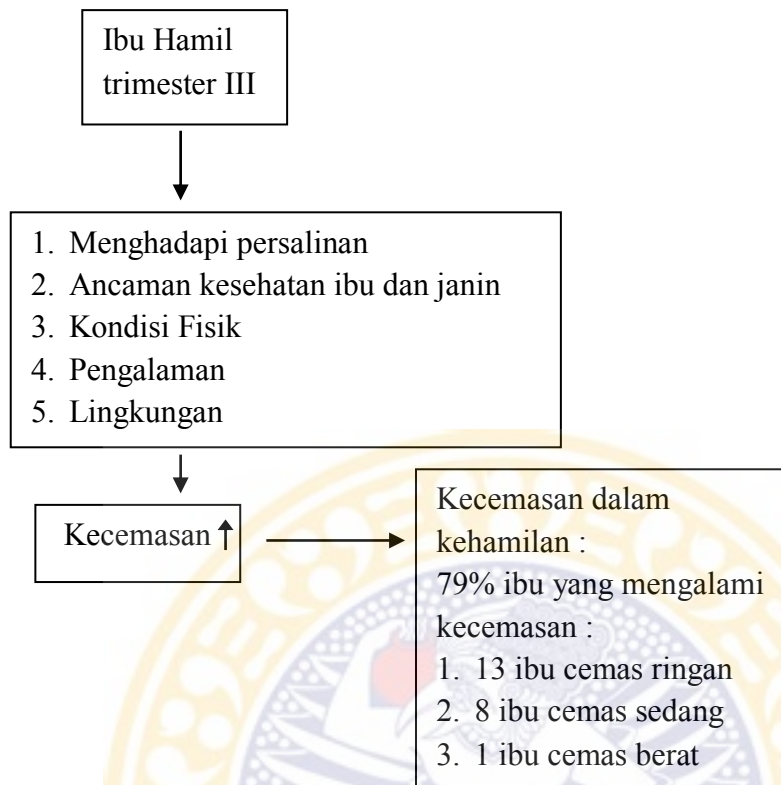 Ibu Hamil
trimester III
1. Menghadapi persalinan
2. Ancaman kesehatan ibu dan janin
3. Kondisi Fisik
4. Pengalaman
5. Lingkungan
Kecemasan ↑
Kecemasan dalam
kehamilan :
79% ibu yang mengalami
kecemasan :
1. 13 ibu cemas ringan
2. 8 ibu cemas sedang
3. 1 ibu cemas berat